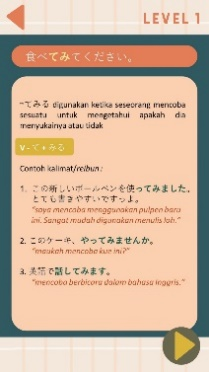 LEVEL 1
食べてみてください。
~てみる digunakan ketika seseorang mencoba
sesuatu untuk mengetahui apakah dia
menyukainya atau tidak
V-て+みる
Contoh kalimat/reibun:
1. この新しいボールペンを使ってみました。
とても書きやすいですっよ。
"saya mencoba menggunakan pulpen baru
ini. Sangat mudah digunakan menulis loh."
2. このケーキ、やってみませんか。
"maukah mencoba kue ini?"
3. 英語で話してみます。
"mencoba berbicara dalam bahasa Inggris."